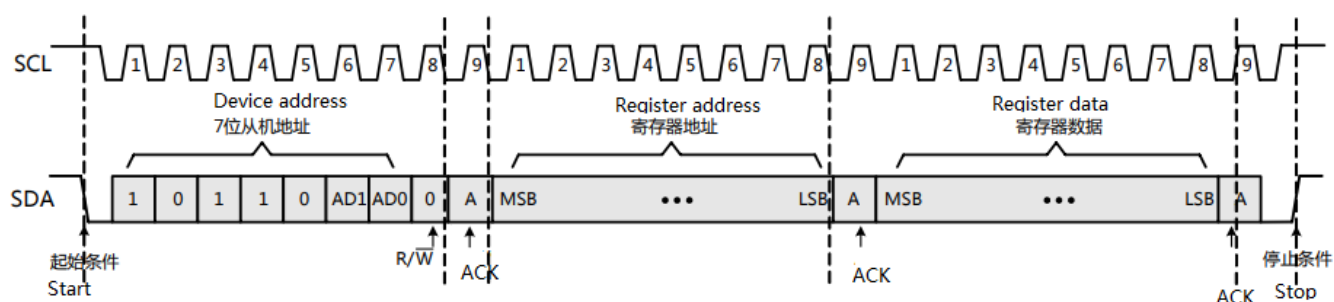 SCL 1 2 3 4 5 6 7 8 9 1 2 3 4 5 6 7 8 9 1 2 3 4 5 6 7 8 9
Device address Register address Register data
7位从机地址 寄存器地址 寄存器数据
SDA 1 0 1 1 0 AD1 AD0 0 A MSB ••• LSB A MSB ••• LSB A
起始条件 R/W̅ ACK ACK 停止条件
Start ACK Stop